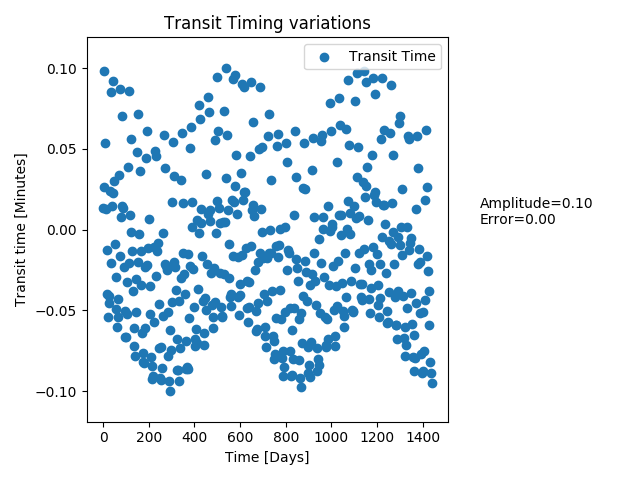 Transit Timing variations
Transit Time
Transit time [Minutes]
0.10
0.05
0.00
−0.05
−0.10
0 200 400 600 800 1000 1200 1400
Time [Days]
Amplitude=0.10
Error=0.00